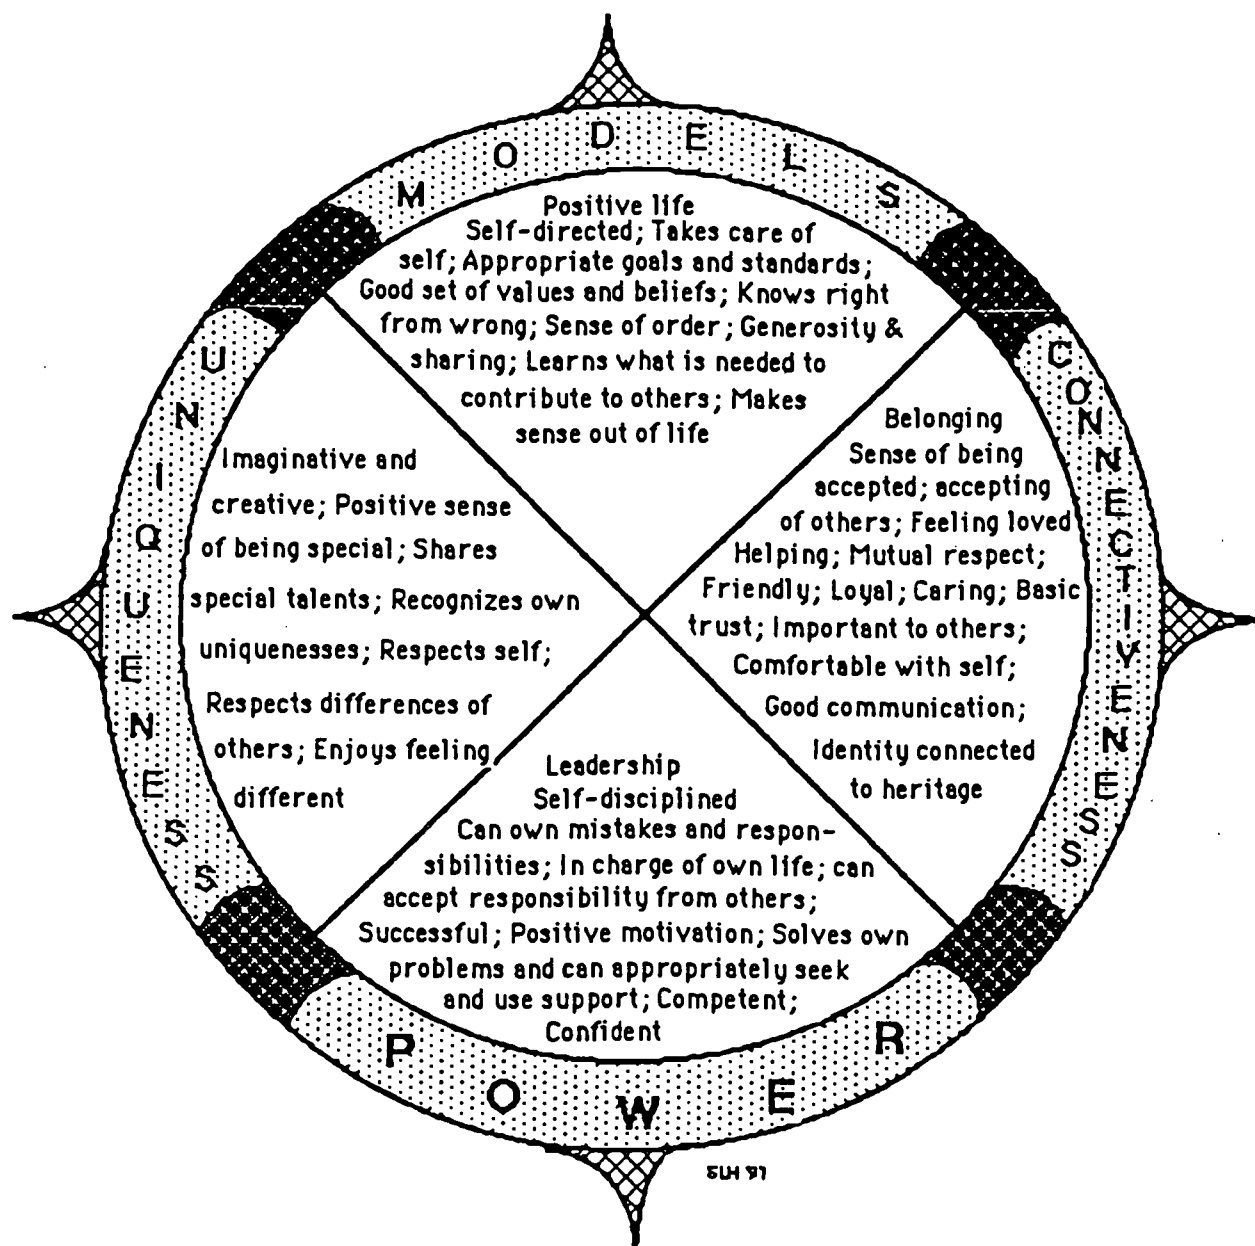 MODELS
Positive life
Self-directed; Takes care of
self; Appropriate goals and standards;
Good set of values and beliefs; Knows right
from wrong; Sense of order; Generosity &
sharing; Learns what is needed to
contribute to others; Makes
sense out of life
CONNECTIVENESS
Belonging
Sense of being
accepted; accepting
of others; Feeling loved
Helping; Mutual respect;
Friendly; Loyal; Caring; Basic
trust; Important to others;
Comfortable with self;
Good communication;
Identity connected
to heritage
POWER
Leadership
Self-disciplined
Can own mistakes and respon-
sibilities; In charge of own life; can
accept responsibility from others;
Successful; Positive motivation; Solves own
problems and can appropriately seek
and use support; Competent;
Confident
UNIQUENESS
Imaginative and
creative; Positive sense
of being special; Shares
special talents; Recognizes own
uniquenesses; Respects self;
Respects differences of
others; Enjoys feeling
different